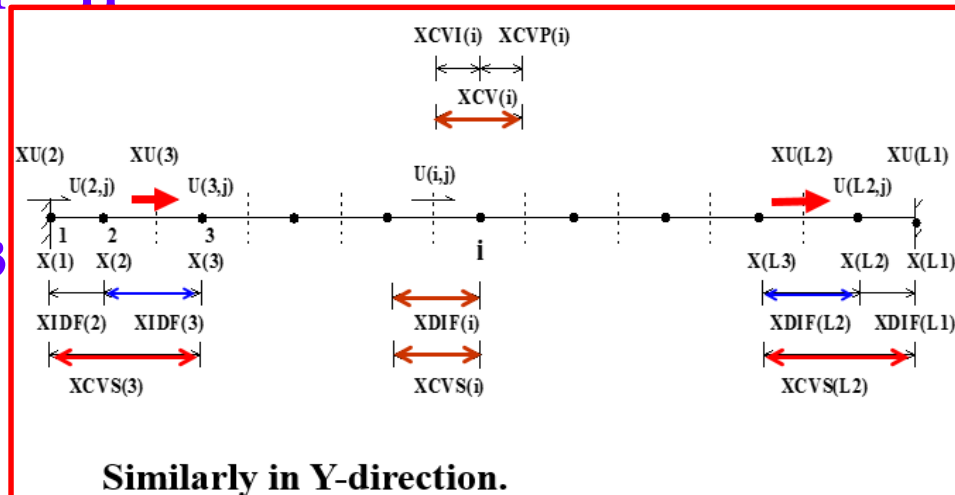 XCVI(i) XCVP(i)
XCV(i)
XU(2) XU(3) XU(L2) XU(L1)
U(2,j) U(3,j) U(i,j) U(L2,j)
1 2 3 i
X(1) X(2) X(3) X(L3) X(L2) X(L1)
XIDF(2) XIDF(3) XDIF(i) XDIF(L2) XDIF(L1)
XCVS(3) XCVS(i) XCVS(L2)
Similarly in Y-direction.